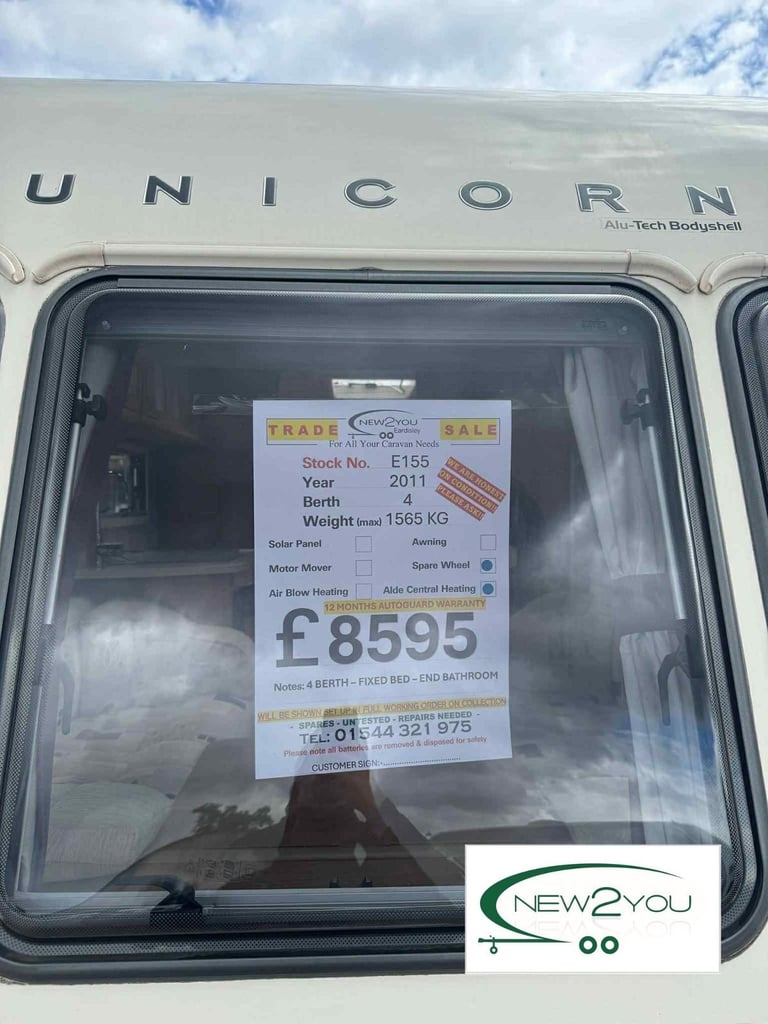 UNICORN
Alu-Tech Bodyshell
TRADE NEW2YOU SALE
Eardisley
For All Your Caravan Needs
Stock No. E155
Year 2011
Berth 4
Weight (max) 1565 KG
WE ARE HONEST
ON CONDITION!!
PLEASE ASK!!
Solar Panel Awning
Motor Mover Spare Wheel
Air Blow Heating Alde Central Heating
12 MONTHS AUTOGUARD WARRANTY
£8595
Notes: 4 BERTH – FIXED BED – END BATHROOM
WILL BE SHOWN SET UP IN FULL WORKING ORDER ON COLLECTION
- SPARES - UNTESTED - REPAIRS NEEDED -
TEL: 01544 321 975
Please note all batteries are removed & disposed for safety
CUSTOMER SIGN:-..............................
NEW2YOU